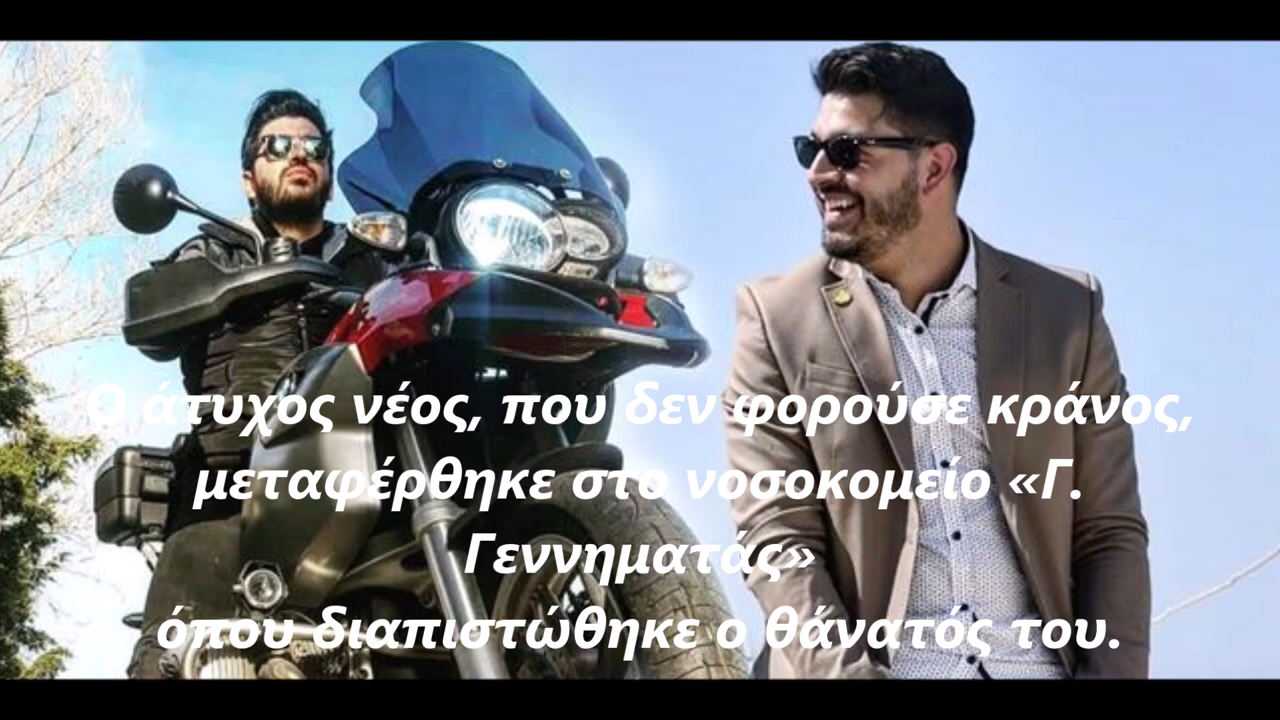 Ο άτυχος νέος, που δεν φορούσε κράνος,
μεταφέρθηκε στο νοσοκομείο «Γ.
Γεννηματάς»
όπου διαπιστώθηκε ο θάνατός του.